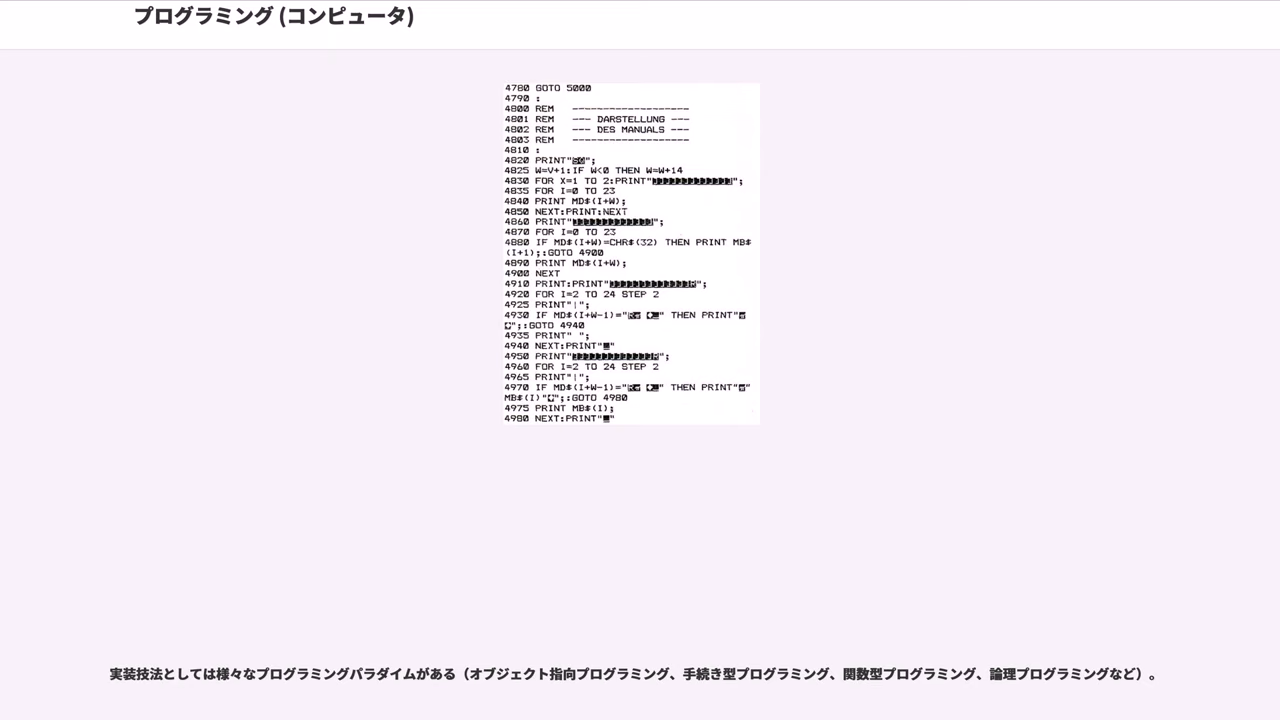 プログラミング (コンピュータ)
4780 GOTO 5000
4790 :
4800 REM   -------------------
4801 REM   --- DARSTELLUNG ---
4802 REM   --- DES MANUALS ---
4803 REM   -------------------
4810 :
4820 PRINT"";
4825 W=V+1:IF W<0 THEN W=W+14
4830 FOR X=1 TO 2:PRINT"";
4835 FOR I=0 TO 23
4840 PRINT MD$(I+W);
4850 NEXT:PRINT:NEXT
4860 PRINT"";
4870 FOR I=0 TO 23
4880 IF MD$(I+W)=CHR$(32) THEN PRINT MB$
(I+1);:GOTO 4900
4890 PRINT MD$(I+W);
4900 NEXT
4910 PRINT:PRINT"";
4920 FOR I=2 TO 24 STEP 2
4925 PRINT"|";
4930 IF MD$(I+W-1)="" THEN PRINT"
";:GOTO 4940
4935 PRINT" ";
4940 NEXT:PRINT""
4950 PRINT"";
4960 FOR I=2 TO 24 STEP 2
4965 PRINT"|";
4970 IF MD$(I+W-1)="" THEN PRINT""
MB$(I)"";:GOTO 4980
4975 PRINT MB$(I);
4980 NEXT:PRINT""
実装技法としては様々なプログラミングパラダイムがある（オブジェクト指向プログラミング、手続き型プログラミング、関数型プログラミング、論理プログラミングなど）。